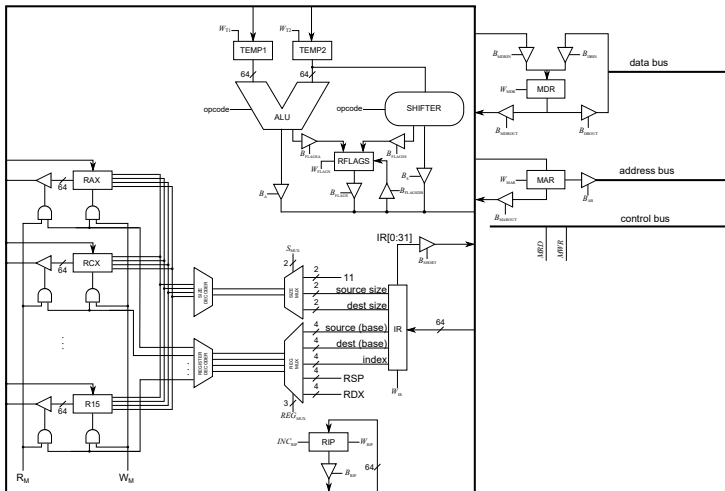 W_T1
W_T2
TEMP1
TEMP2
64
64
opcode
ALU
opcode
SHIFTER
B_FLAGSA
B_FLAGSS
RFLAGS
W_FLAGS
B_A
B_FLAGS
B_FLAGSIN
B_S
B_MDRIN
B_DBIN
data bus
W_MDR
MDR
B_MDROUT
B_DBOUT
W_MAR
MAR
address bus
B_AB
B_MAROUT
control bus
MRD
MWR
64
RAX
64
RCX
64
R15
R_M
W_M
SIZE DECODER
REGISTER DECODER
S_MUX
2
SIZE MUX
2
11
2
source size
2
dest size
REG MUX
4
source (base)
4
dest (base)
4
index
4
RSP
4
RDX
3
REG_MUX
IR[0:31]
IR
W_IR
64
INC_RIP
RIP
W_RIP
B_RIP
64